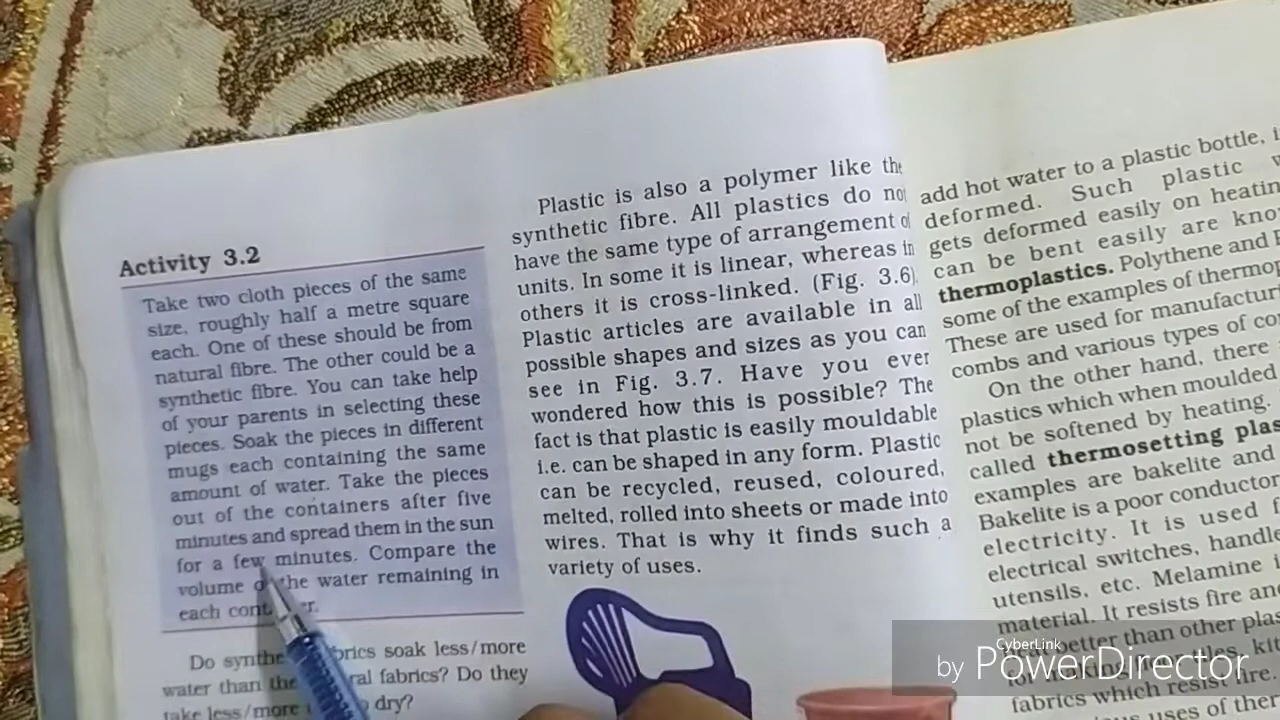 Activity 3.2
Take two cloth pieces of the same
size, roughly half a metre square
each. One of these should be from
natural fibre. The other could be a
synthetic fibre. You can take help
of your parents in selecting these
pieces. Soak the pieces in different
mugs each containing the same
amount of water. Take the pieces
out of the containers after five
minutes and spread them in the sun
for a few minutes. Compare the
volume the water remaining in
each
Do soak less/more
water than fabrics? Do they
take less/more dry?
Plastic is also a polymer like the
synthetic fibre. All plastics do not
have the same type of arrangement of
units. In some it is linear, whereas in
others it is cross-linked. (Fig. 3.6).
Plastic articles are available in all
possible shapes and sizes as you can
see in Fig. 3.7. Have you ever
wondered how this is possible? The
fact is that plastic is easily mouldable
i.e. can be shaped in any form. Plastic
can be recycled, reused, coloured,
melted, rolled into sheets or made into
wires. That is why it finds such a
variety of uses.
add hot water to a plastic bottle,
deformed. Such plastic
gets deformed easily on
can be bent easily are
thermoplastics. Polythene and
some of the examples of
These are used for
combs and various types of
On the other hand, there
plastics which when moulded
not be softened by heating.
called thermosetting
examples are bakelite and
Bakelite is a poor conductor
electricity. It is used
electrical switches,
utensils, etc. Melamine
material. It resists fire
better than other
fabrics which resist fire.
uses of
CyberLink
by PowerDirector